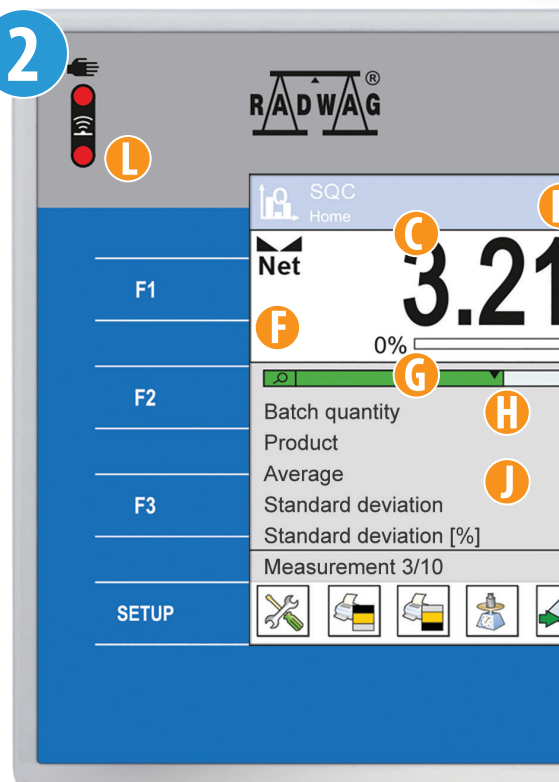 2
RADWAG®
L
SQC
Home
C
Net
3.21
F1
F
0%
G
F2
Batch quantity
H
Product
Average
J
F3
Standard deviation
Standard deviation [%]
Measurement 3/10
SETUP